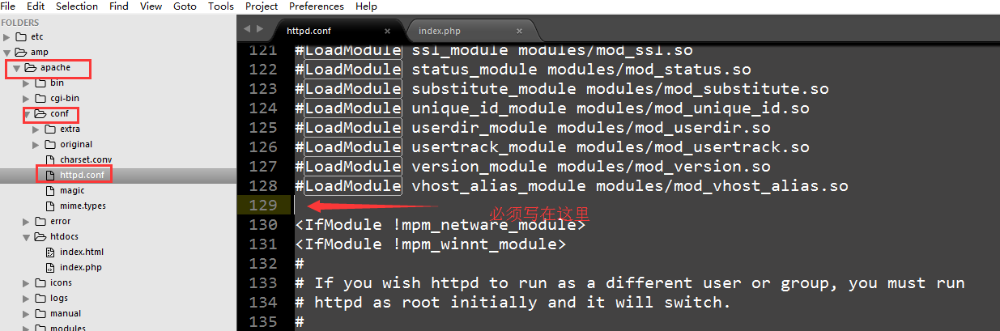 File Edit Selection Find View Goto Tools Project Preferences Help
FOLDERS
etc
amp
apache
bin
cgi-bin
conf
extra
original
charset.conv
httpd.conf
magic
mime.types
error
htdocs
index.html
index.php
icons
logs
manual
modules
httpd.conf × index.php ×
121 #LoadModule ssl_module modules/mod_ssl.so
122 #LoadModule status_module modules/mod_status.so
123 #LoadModule substitute_module modules/mod_substitute.so
124 #LoadModule unique_id_module modules/mod_unique_id.so
125 #LoadModule userdir_module modules/mod_userdir.so
126 #LoadModule usertrack_module modules/mod_usertrack.so
127 #LoadModule version_module modules/mod_version.so
128 #LoadModule vhost_alias_module modules/mod_vhost_alias.so
129
必须写在这里
130 <IfModule !mpm_netware_module>
131 <IfModule !mpm_winnt_module>
132 #
133 # If you wish httpd to run as a different user or group, you must run
134 # httpd as root initially and it will switch.
135 #